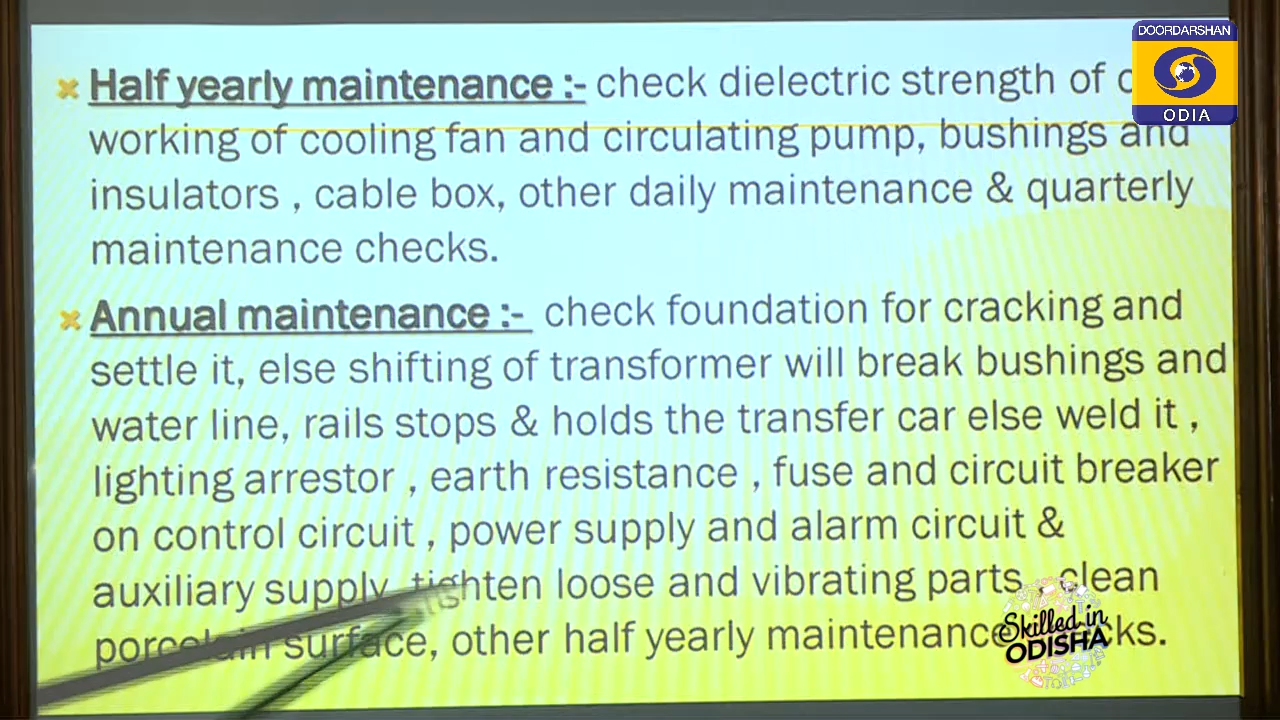 DOORDARSHAN
ODIA
Half yearly maintenance :- check dielectric strength of
working of cooling fan and circulating pump, bushings and
insulators , cable box, other daily maintenance & quarterly
maintenance checks.
Annual maintenance :- check foundation for cracking and
settle it, else shifting of transformer will break bushings and
water line, rails stops & holds the transfer car else weld it ,
lighting arrestor , earth resistance , fuse and circuit breaker
on control circuit , power supply and alarm circuit &
auxiliary supply, tighten loose and vibrating parts , clean
porcelain surface, other half yearly maintenance checks.
Skilled in
ODISHA